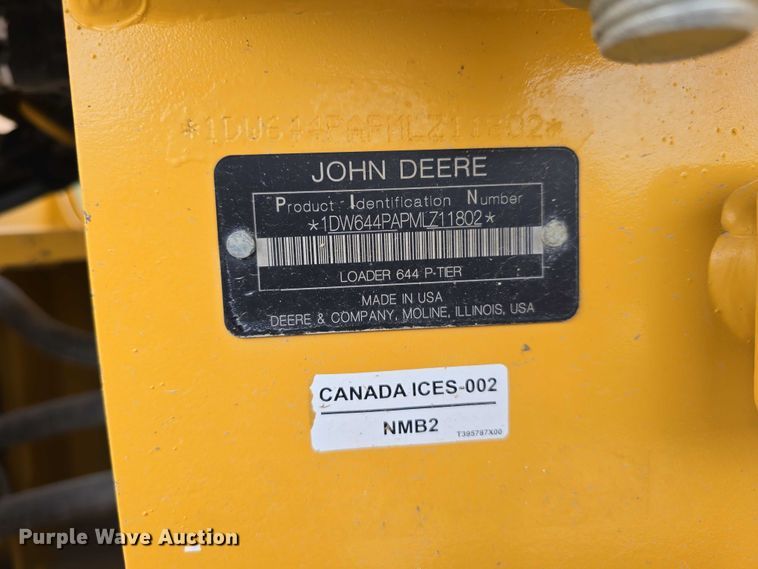 *1DW644PAPMLZ11802*
JOHN DEERE
Product Identification Number
*1DW644PAPMLZ11802*
LOADER 644 P-TIER
MADE IN USA
DEERE & COMPANY, MOLINE, ILLINOIS, USA
CANADA ICES-002
NMB2
T395787X00
Purple Wave Auction